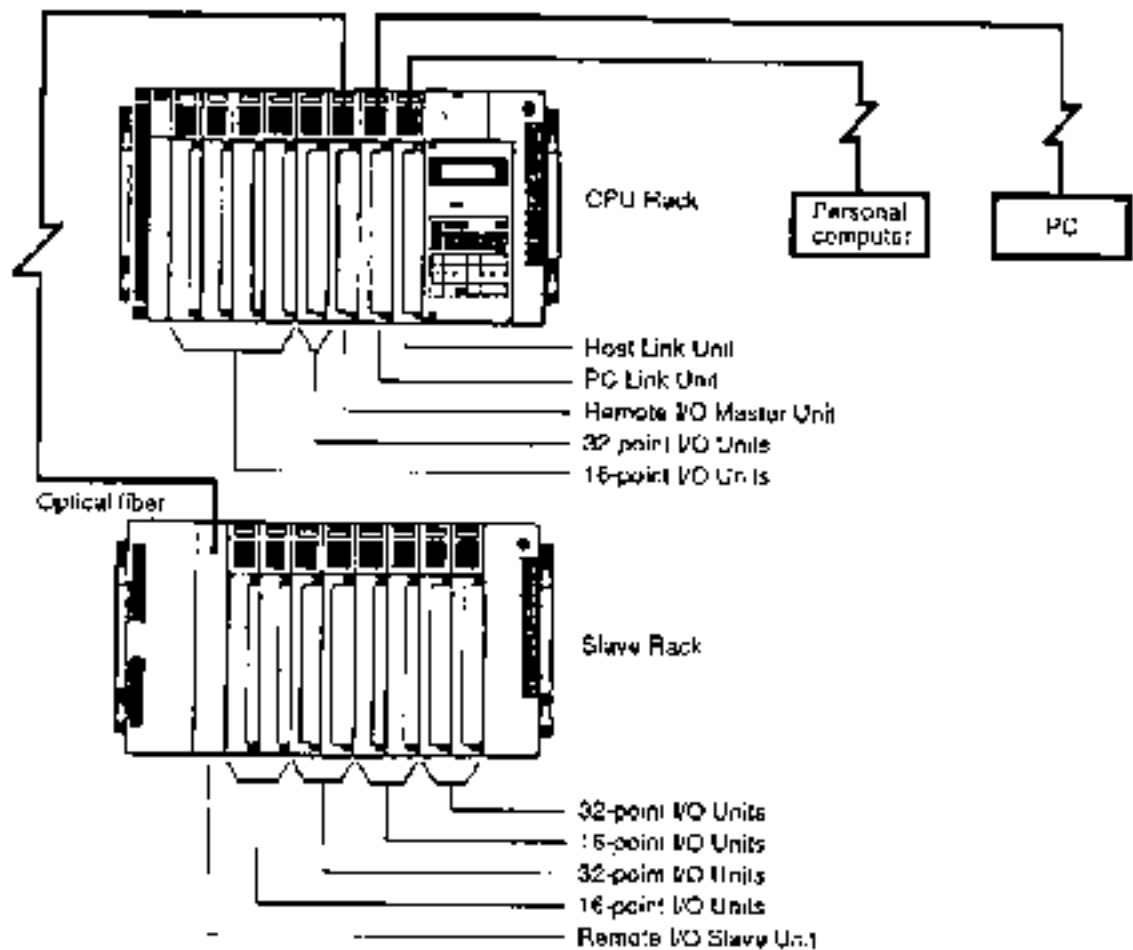 CPU Rack
Personal
computer
PC
Host Link Unit
PC Link Unit
Remote I/O Master Unit
32 point I/O Units
16-point I/O Units
Optical fiber
Slave Rack
32-point I/O Units
16-point I/O Units
32-point I/O Units
16-point I/O Units
Remote I/O Slave Unit